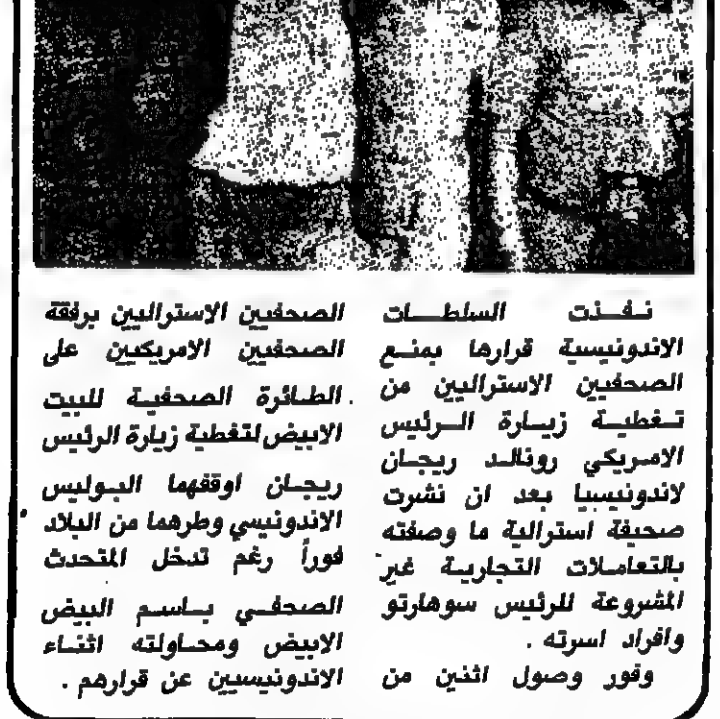 نفذت السلطات
الاندونيسية قرارها بمنع
الصحفيين الاستراليين من
تغطية زيارة الرئيس
الامريكي رونالد ريجان
لاندونيسيا بعد ان نشرت
صحيفة استرالية ما وصفته
بالتعاملات التجارية غير
المشروعة للرئيس سوهارتو
وافراد اسرته .
وفور وصول اثنين من
الصحفيين الاستراليين برفقة
الصحفيين الامريكيين على
الطائرة الصحفية للبيت
الابيض لتغطية زيارة الرئيس
ريجان اوقفهما البوليس
الاندونيسي وطرهما من البلاد
فوراً رغم تدخل المتحدث
الصحفي باسم البيض
الابيض ومحاولته اثناء
الاندونيسيين عن قرارهم .